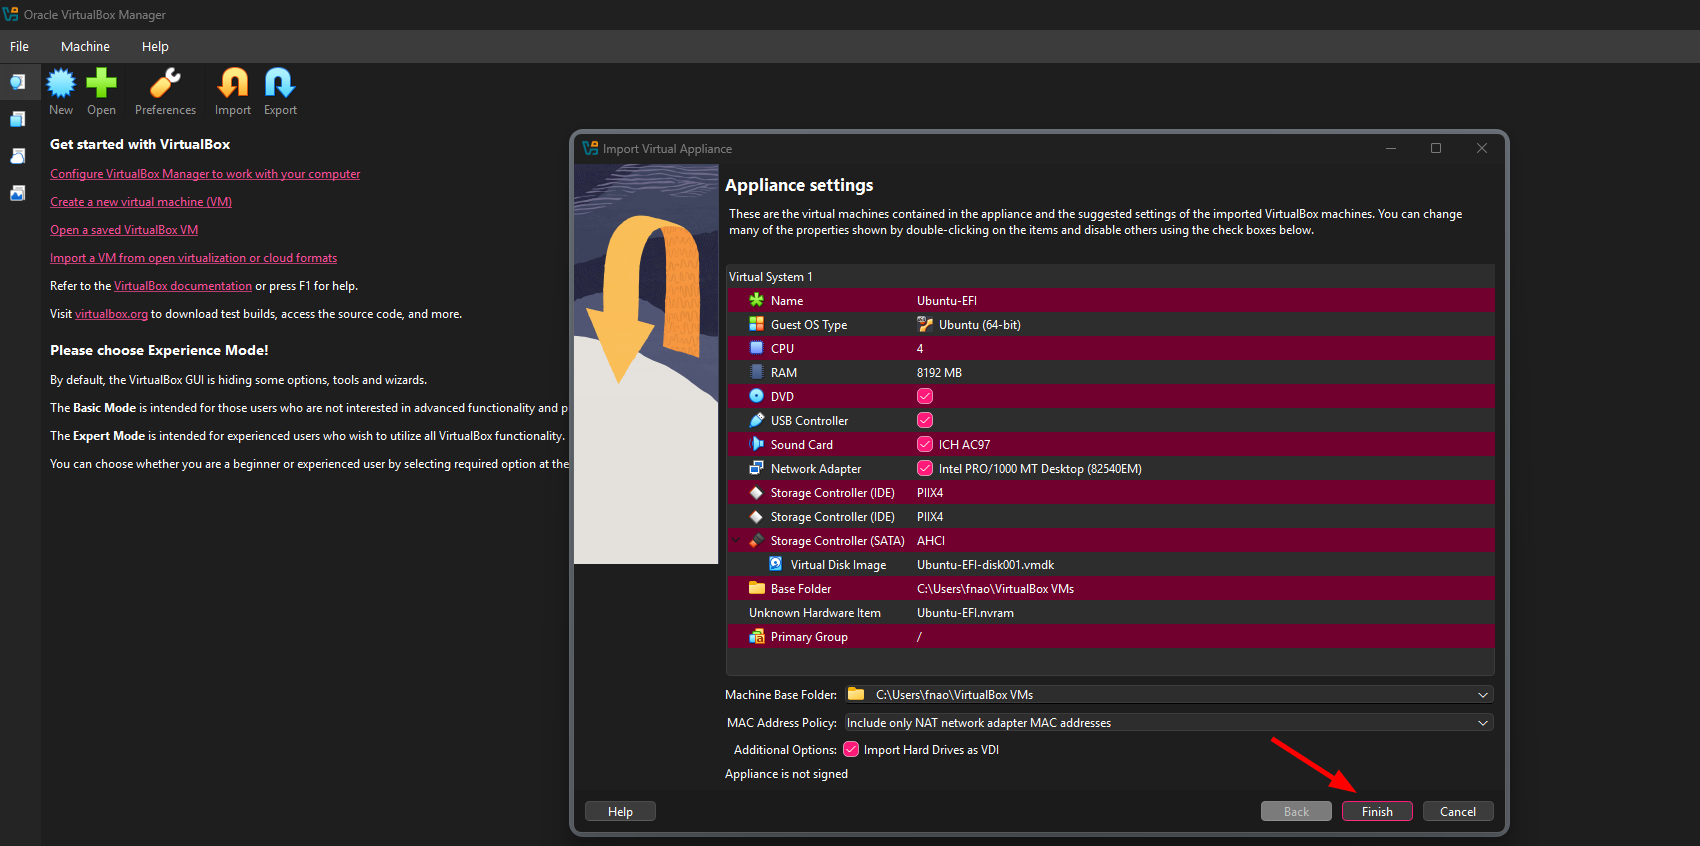 Oracle VirtualBox Manager
File Machine Help
New Open Preferences Import Export
Get started with VirtualBox
Configure VirtualBox Manager to work with your computer
Create a new virtual machine (VM)
Open a saved VirtualBox VM
Import a VM from open virtualization or cloud formats
Refer to the VirtualBox documentation or press F1 for help.
Visit virtualbox.org to download test builds, access the source code, and more.
Please choose Experience Mode!
By default, the VirtualBox GUI is hiding some options, tools and wizards.
The Basic Mode is intended for those users who are not interested in advanced functionality and p
The Expert Mode is intended for experienced users who wish to utilize all VirtualBox functionality.
You can choose whether you are a beginner or experienced user by selecting required option at the
Import Virtual Appliance
Appliance settings
These are the virtual machines contained in the appliance and the suggested settings of the imported VirtualBox machines. You can change
many of the properties shown by double-clicking on the items and disable others using the check boxes below.
Virtual System 1
Name Ubuntu-EFI
Guest OS Type Ubuntu (64-bit)
CPU 4
RAM 8192 MB
DVD
USB Controller
Sound Card ICH AC97
Network Adapter Intel PRO/1000 MT Desktop (82540EM)
Storage Controller (IDE) PIIX4
Storage Controller (IDE) PIIX4
Storage Controller (SATA) AHCI
Virtual Disk Image Ubuntu-EFI-disk001.vmdk
Base Folder C:\Users\fnao\VirtualBox VMs
Unknown Hardware Item Ubuntu-EFI.nvram
Primary Group /
Machine Base Folder: C:\Users\fnao\VirtualBox VMs
MAC Address Policy: Include only NAT network adapter MAC addresses
Additional Options: Import Hard Drives as VDI
Appliance is not signed
Help Back Finish Cancel